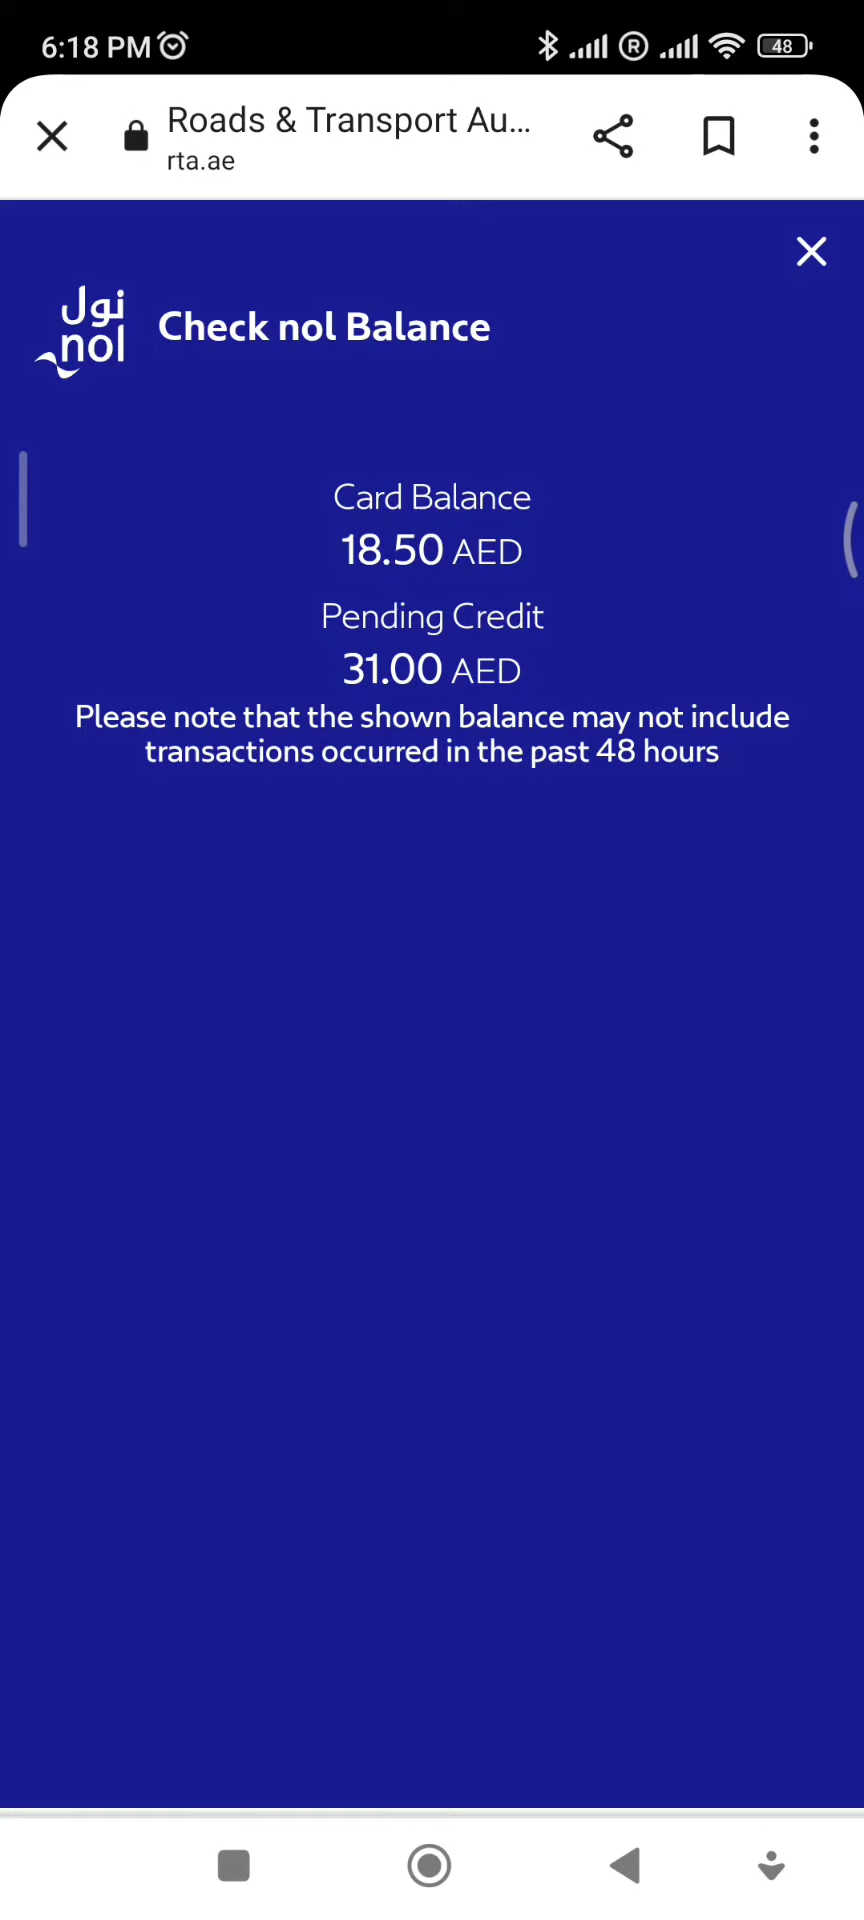 6:18 PM
R
48
Roads & Transport Au...
rta.ae
نول
nol
Check nol Balance
Card Balance
18.50 AED
Pending Credit
31.00 AED
Please note that the shown balance may not include
transactions occurred in the past 48 hours